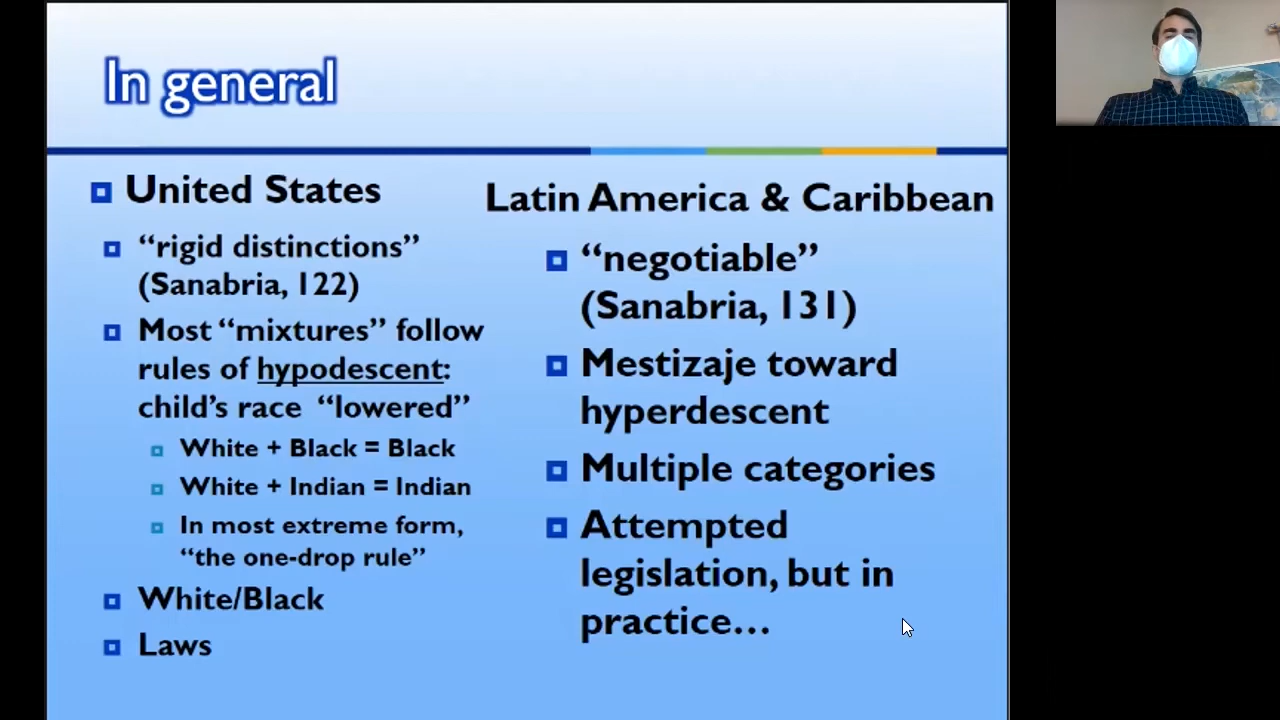 In general
United States
“rigid distinctions”
(Sanabria, 122)
Most “mixtures” follow
rules of hypodescent:
child’s race “lowered”
White + Black = Black
White + Indian = Indian
In most extreme form,
“the one-drop rule”
White/Black
Laws
Latin America & Caribbean
“negotiable”
(Sanabria, 131)
Mestizaje toward
hyperdescent
Multiple categories
Attempted
legislation, but in
practice…